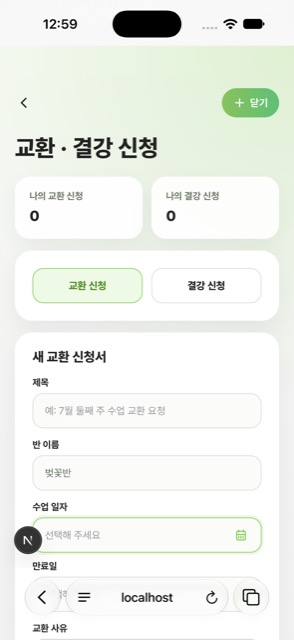 12:59
닫기
교환 · 결강 신청
나의 교환 신청
0
나의 결강 신청
0
교환 신청
결강 신청
새 교환 신청서
제목
예: 7월 둘째 주 수업 교환 요청
반 이름
벚꽃반
수업 일자
선택해 주세요
N
만료일
localhost
교환 사유